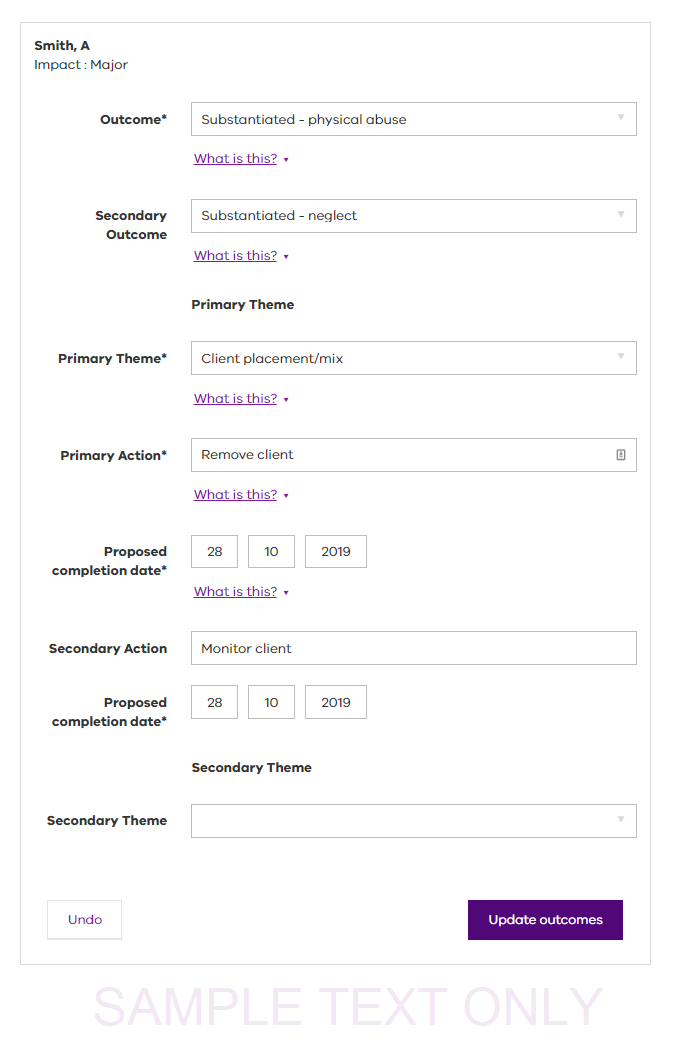 Smith, A
Impact : Major
Outcome*
Substantiated - physical abuse
What is this?
Secondary
Outcome
Substantiated - neglect
What is this?
Primary Theme
Primary Theme*
Client placement/mix
What is this?
Primary Action*
Remove client
What is this?
Proposed
completion date*
28 10 2019
What is this?
Secondary Action
Monitor client
Proposed
completion date*
28 10 2019
Secondary Theme
Secondary Theme
Undo
Update outcomes
SAMPLE TEXT ONLY